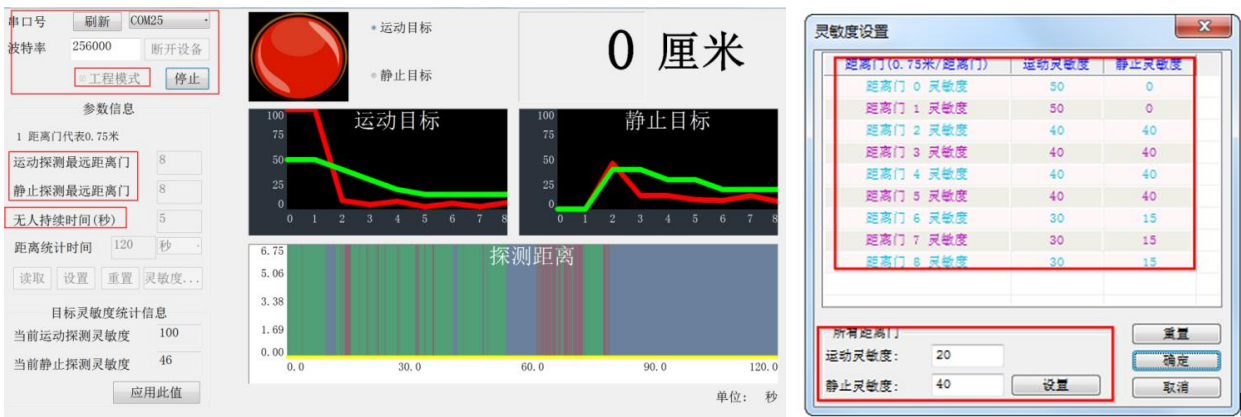 串口号 刷新 COM25
波特率 256000 断开设备
工程模式 停止
参数信息
1 距离门代表0.75米
运动探测最远距离门 8
静止探测最远距离门 8
无人持续时间(秒) 5
距离统计时间 120 秒
读取 设置 重置 灵敏度...
目标灵敏度统计信息
当前运动探测灵敏度 100
当前静止探测灵敏度 46
应用此值
运动目标
静止目标
0 厘米
运动目标
100
75
50
25
0
0 1 2 3 4 5 6 7 8
静止目标
100
75
50
25
0
0 1 2 3 4 5 6 7 8
探测距离
6.75
5.06
3.38
1.69
0.00
0.0 30.0 60.0 90.0 120.0
单位: 秒
灵敏度设置
距离门(0.75米/距离门) 运动灵敏度 静止灵敏度
距离门 0 灵敏度 50 0
距离门 1 灵敏度 50 0
距离门 2 灵敏度 40 40
距离门 3 灵敏度 40 40
距离门 4 灵敏度 40 40
距离门 5 灵敏度 40 40
距离门 6 灵敏度 30 15
距离门 7 灵敏度 30 15
距离门 8 灵敏度 30 15
所有距离门
运动灵敏度: 20
静止灵敏度: 40 设置
重置
确定
取消